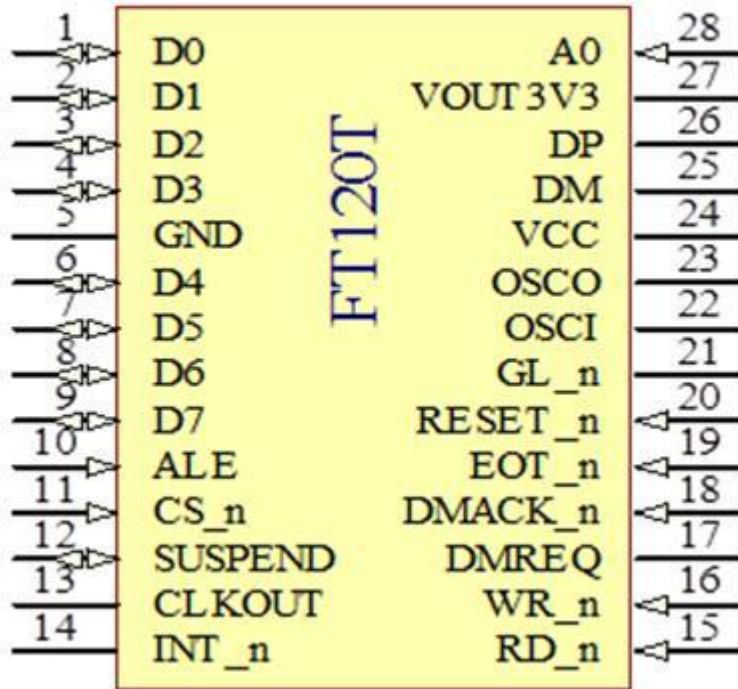 1 D0 A0 28
2 D1 VOUT3V3 27
3 D2 DP 26
4 D3 DM 25
5 GND VCC 24
6 D4 OSCO 23
7 D5 OSCI 22
8 D6 GL_n 21
9 D7 RESET_n 20
10 ALE EOT_n 19
11 CS_n DMACK_n 18
12 SUSPEND DMREQ 17
13 CLKOUT WR_n 16
14 INT_n RD_n 15
FT120T